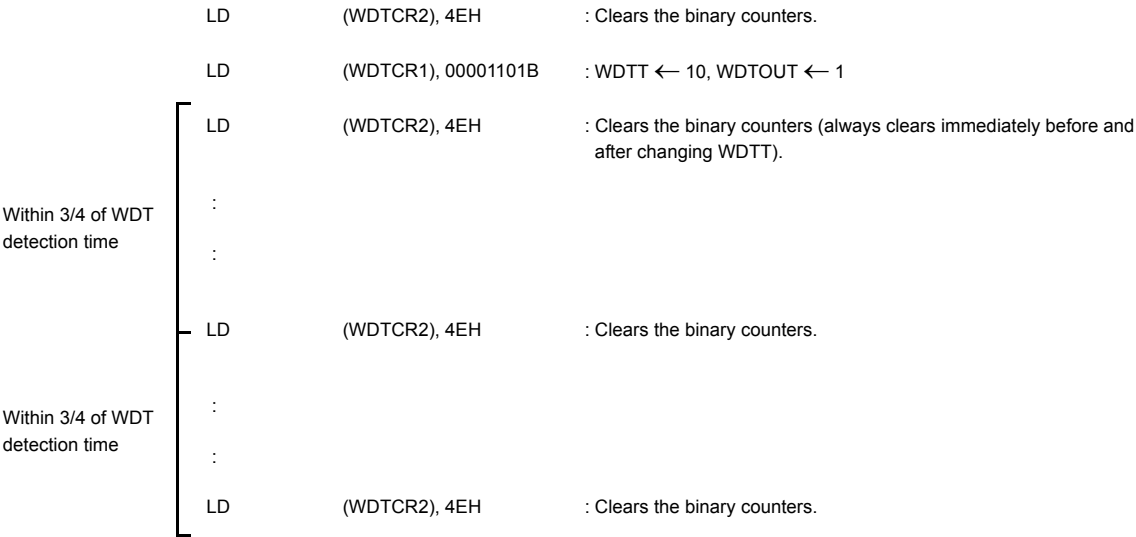 LD (WDTCR2), 4EH : Clears the binary counters.
LD (WDTCR1), 00001101B : WDTT ← 10, WDTOUT ← 1
LD (WDTCR2), 4EH : Clears the binary counters (always clears immediately before and
after changing WDTT).
Within 3/4 of WDT
detection time
:
:
LD (WDTCR2), 4EH : Clears the binary counters.
Within 3/4 of WDT
detection time
:
:
LD (WDTCR2), 4EH : Clears the binary counters.